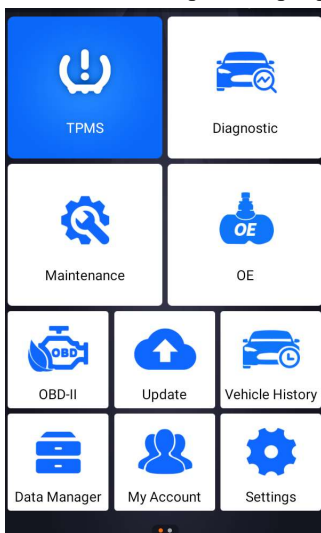 TPMS
Diagnostic
OE
Maintenance
OE
OBD
OBD-II
Update
Vehicle History
Data Manager
My Account
Settings